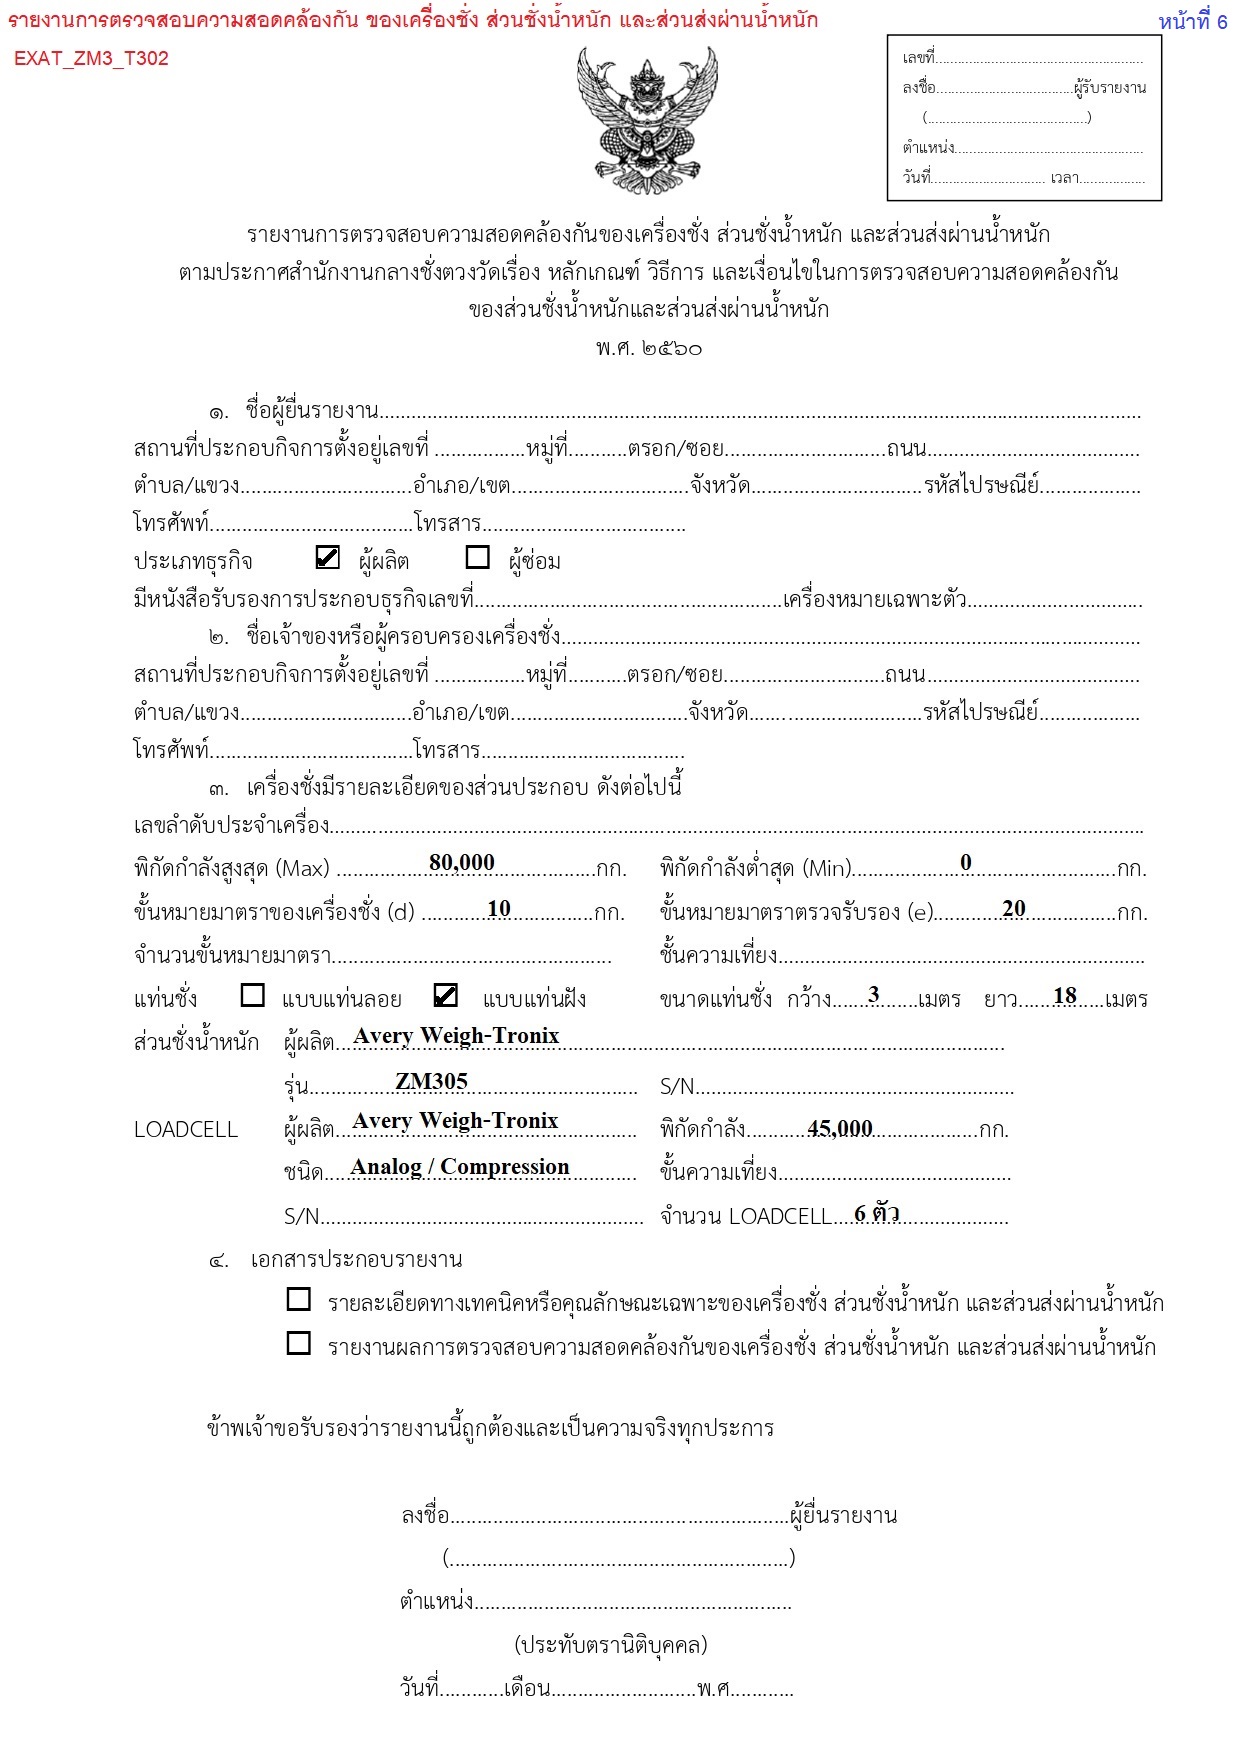 รายงานการตรวจสอบความสอดคล้องกัน ของเครื่องชั่ง ส่วนชั่งน้ำหนัก และส่วนส่งผ่านน้ำหนัก
หน้าที่ 6
EXAT_ZM3_T302
เลขที่........................................................
ลงชื่อ.....................................ผู้รับรายงาน
(...........................................)
ตำแหน่ง...................................................
วันที่............................... เวลา..................
รายงานการตรวจสอบความสอดคล้องกันของเครื่องชั่ง ส่วนชั่งน้ำหนัก และส่วนส่งผ่านน้ำหนัก
ตามประกาศสำนักงานกลางชั่งตวงวัดเรื่อง หลักเกณฑ์ วิธีการ และเงื่อนไขในการตรวจสอบความสอดคล้องกัน
ของส่วนชั่งน้ำหนักและส่วนส่งผ่านน้ำหนัก
พ.ศ. ๒๕๖๐
๑. ชื่อผู้ยื่นรายงาน..............................................................................
สถานที่ประกอบกิจการตั้งอยู่เลขที่ .................หมู่ที่...........ตรอก/ซอย..............................ถนน.......................................
ตำบล/แขวง................................อำเภอ/เขต.................................จังหวัด................................รหัสไปรษณีย์...................
โทรศัพท์......................................โทรสาร......................................
ประเภทธุรกิจ ☑ ผู้ผลิต ☐ ผู้ซ่อม
มีหนังสือรับรองการประกอบธุรกิจเลขที่.........................................................เครื่องหมายเฉพาะตัว.................................
๒. ชื่อเจ้าของหรือผู้ครอบครองเครื่องชั่ง..............................................................................
สถานที่ประกอบกิจการตั้งอยู่เลขที่ .................หมู่ที่...........ตรอก/ซอย..............................ถนน.......................................
ตำบล/แขวง................................อำเภอ/เขต.................................จังหวัด................................รหัสไปรษณีย์...................
โทรศัพท์......................................โทรสาร......................................
๓. เครื่องชั่งมีรายละเอียดของส่วนประกอบ ดังต่อไปนี้
เลขลำดับประจำเครื่อง..............................................................................
พิกัดกำลังสูงสุด (Max) .................80,000...................กก. พิกัดกำลังต่ำสุด (Min)....................0...........................กก.
ขั้นหมายมาตราของเครื่องชั่ง (d) ............10...............กก. ขั้นหมายมาตราตรวจรับรอง (e)............20.................กก.
จำนวนขั้นหมายมาตรา.................................................... ชั้นความเที่ยง....................................................................
แท่นชั่ง ☐ แบบแท่นลอย ☑ แบบแท่นฝัง ขนาดแท่นชั่ง กว้าง......3.........เมตร ยาว......18.......เมตร
ส่วนชั่งน้ำหนัก ผู้ผลิต...Avery Weigh-Tronix..............................................................................
รุ่น................ZM305............................... S/N...........................................................
LOADCELL ผู้ผลิต...Avery Weigh-Tronix............... พิกัดกำลัง...........45,000...................กก.
ชนิด.....Analog / Compression............ ขั้นความเที่ยง............................................
S/N............................................................ จำนวน LOADCELL....6 ตัว....................
๔. เอกสารประกอบรายงาน
☐ รายละเอียดทางเทคนิคหรือคุณลักษณะเฉพาะของเครื่องชั่ง ส่วนชั่งน้ำหนัก และส่วนส่งผ่านน้ำหนัก
☐ รายงานผลการตรวจสอบความสอดคล้องกันของเครื่องชั่ง ส่วนชั่งน้ำหนัก และส่วนส่งผ่านน้ำหนัก
ข้าพเจ้าขอรับรองว่ารายงานนี้ถูกต้องและเป็นความจริงทุกประการ
ลงชื่อ...............................................................ผู้ยื่นรายงาน
(...............................................................)
ตำแหน่ง...........................................................
(ประทับตรานิติบุคคล)
วันที่............เดือน...........................พ.ศ............